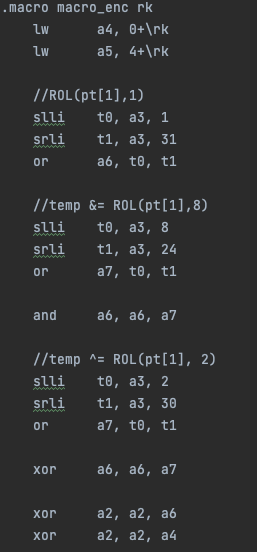 .macro macro_enc rk
lw a4, 0+\rk
lw a5, 4+\rk
//ROL(pt[1],1)
slli t0, a3, 1
srli t1, a3, 31
or a6, t0, t1
//temp &= ROL(pt[1],8)
slli t0, a3, 8
srli t1, a3, 24
or a7, t0, t1
and a6, a6, a7
//temp ^= ROL(pt[1], 2)
slli t0, a3, 2
srli t1, a3, 30
or a7, t0, t1
xor a6, a6, a7
xor a2, a2, a6
xor a2, a2, a4